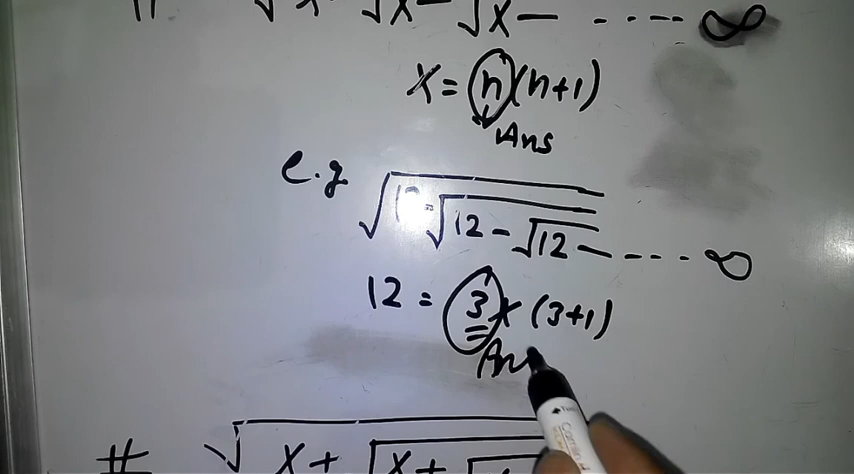 √x - √x - √x - ---- ∞
x = n(n+1)
Ans
e.g √12 - √12 - √12 - ---- ∞
12 = 3 × (3+1)
Ans
# √x + √x + √